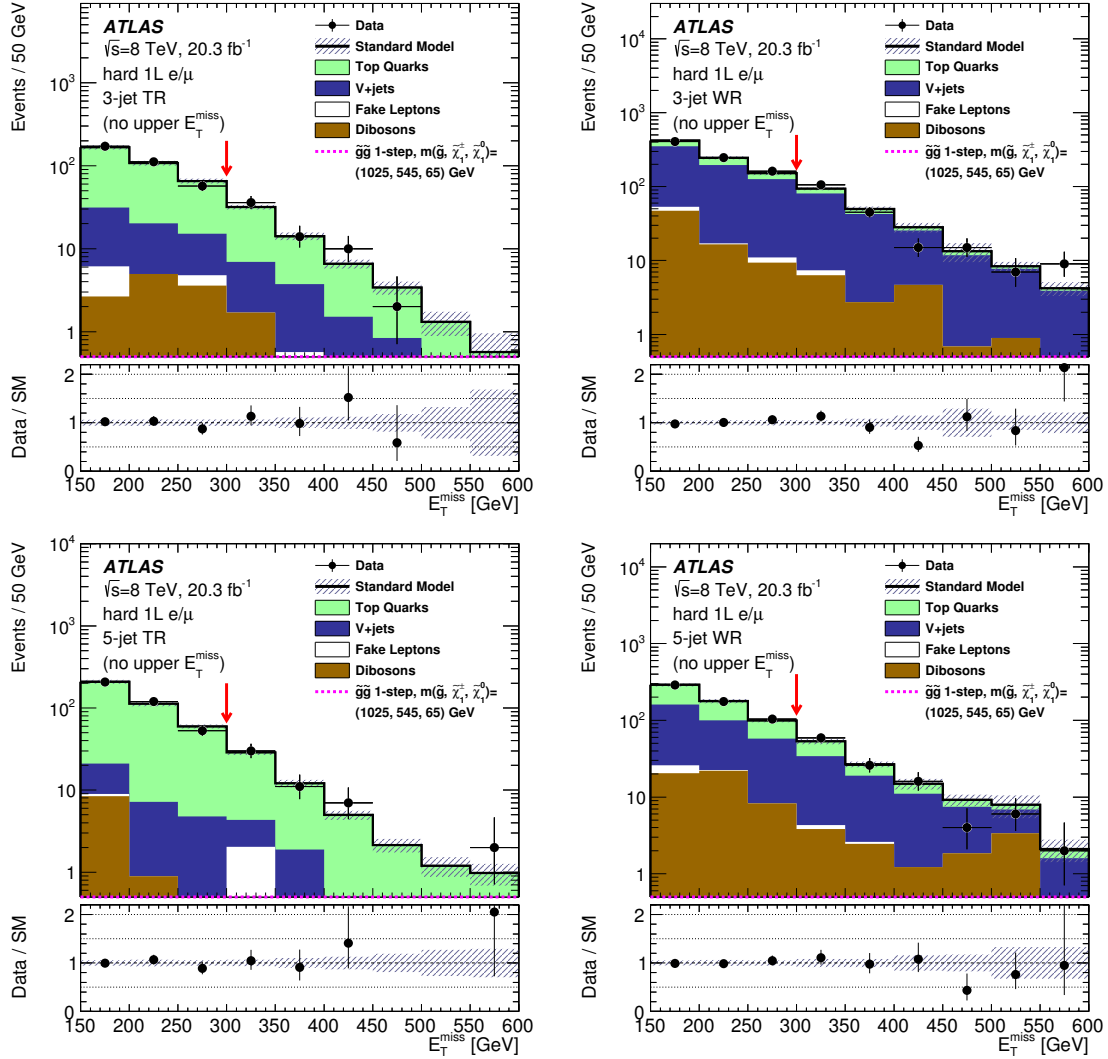 Events / 50 GeV
10³
10²
10
1
ATLAS
√s=8 TeV, 20.3 fb⁻¹
hard 1L e/μ
3-jet TR
(no upper E_T^miss)
Data
Standard Model
Top Quarks
V+jets
Fake Leptons
Dibosons
g̃g̃ 1-step, m(g̃, χ̃₁^±, χ̃₁⁰)=
(1025, 545, 65) GeV
Data / SM
2
1
0
150 200 250 300 350 400 450 500 550 600
E_T^miss [GeV]
Events / 50 GeV
10⁴
10³
10²
10
1
ATLAS
√s=8 TeV, 20.3 fb⁻¹
hard 1L e/μ
3-jet WR
(no upper E_T^miss)
Data
Standard Model
Top Quarks
V+jets
Fake Leptons
Dibosons
g̃g̃ 1-step, m(g̃, χ̃₁^±, χ̃₁⁰)=
(1025, 545, 65) GeV
Data / SM
2
1
0
150 200 250 300 350 400 450 500 550 600
E_T^miss [GeV]
Events / 50 GeV
10⁴
10³
10²
10
1
ATLAS
√s=8 TeV, 20.3 fb⁻¹
hard 1L e/μ
5-jet TR
(no upper E_T^miss)
Data
Standard Model
Top Quarks
V+jets
Fake Leptons
Dibosons
g̃g̃ 1-step, m(g̃, χ̃₁^±, χ̃₁⁰)=
(1025, 545, 65) GeV
Data / SM
2
1
0
150 200 250 300 350 400 450 500 550 600
E_T^miss [GeV]
Events / 50 GeV
10⁴
10³
10²
10
1
ATLAS
√s=8 TeV, 20.3 fb⁻¹
hard 1L e/μ
5-jet WR
(no upper E_T^miss)
Data
Standard Model
Top Quarks
V+jets
Fake Leptons
Dibosons
g̃g̃ 1-step, m(g̃, χ̃₁^±, χ̃₁⁰)=
(1025, 545, 65) GeV
Data / SM
2
1
0
150 200 250 300 350 400 450 500 550 600
E_T^miss [GeV]